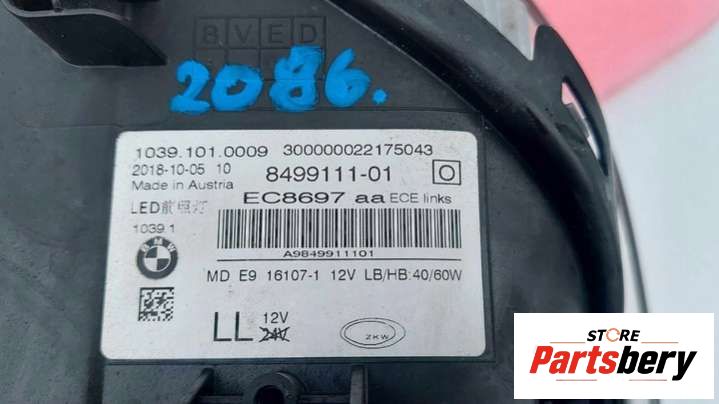 8VED
2086.
1039.101.0009 300000022175043
2018-10-05 10
8499111-01 O
Made in Austria
EC8697 aa ECE links
LED前照灯
1039 1
BMW
A9849911101
MD E9 16107-1 12V LB/HB:40/60W
LL 12V
24V
ZKW
STORE
Partsbery